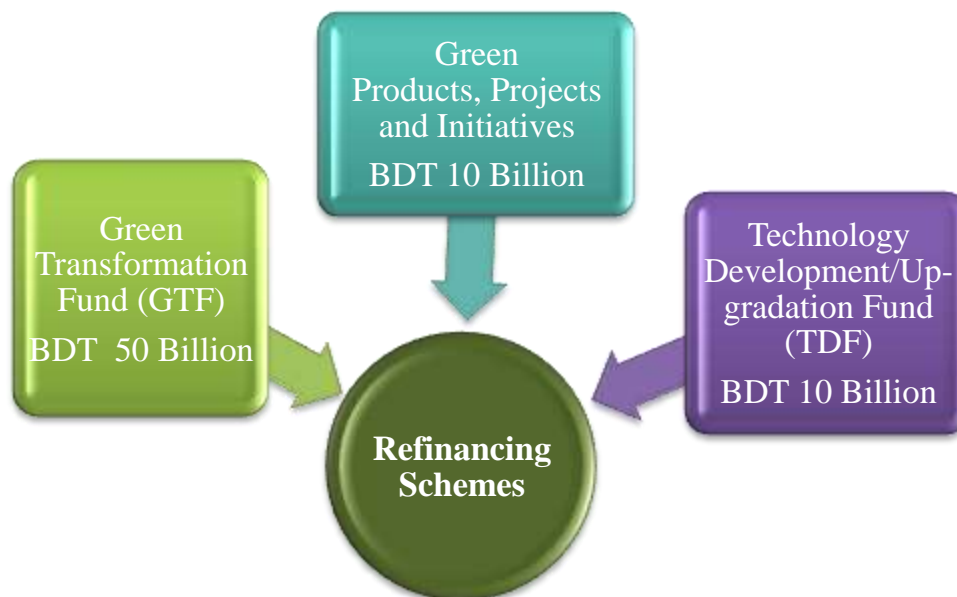 Green
Products, Projects
and Initiatives
BDT 10 Billion
Green
Transformation
Fund (GTF)
BDT 50 Billion
Technology
Development/Up-
gradation Fund
(TDF)
BDT 10 Billion
Refinancing
Schemes